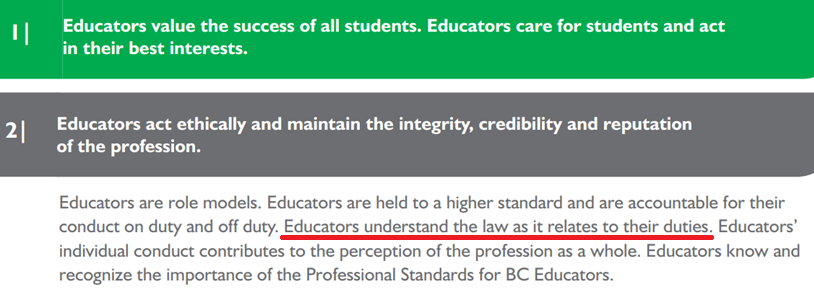 1| Educators value the success of all students. Educators care for students and act
in their best interests.
2| Educators act ethically and maintain the integrity, credibility and reputation
of the profession.
Educators are role models. Educators are held to a higher standard and are accountable for their
conduct on duty and off duty. Educators understand the law as it relates to their duties. Educators’
individual conduct contributes to the perception of the profession as a whole. Educators know and
recognize the importance of the Professional Standards for BC Educators.